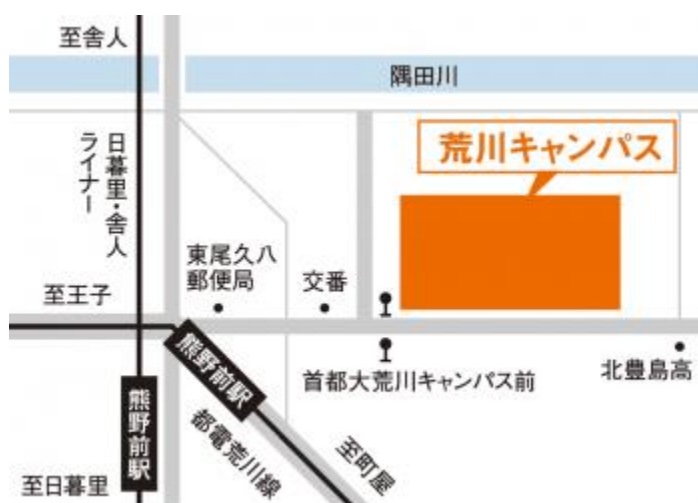 至舎人
隅田川
日暮里・舎人
ライナー
荒川キャンパス
東尾久八
郵便局
交番
至王子
熊野前駅
首都大荒川キャンパス前
北豊島高
熊野前駅
都電荒川線
至町屋
至日暮里